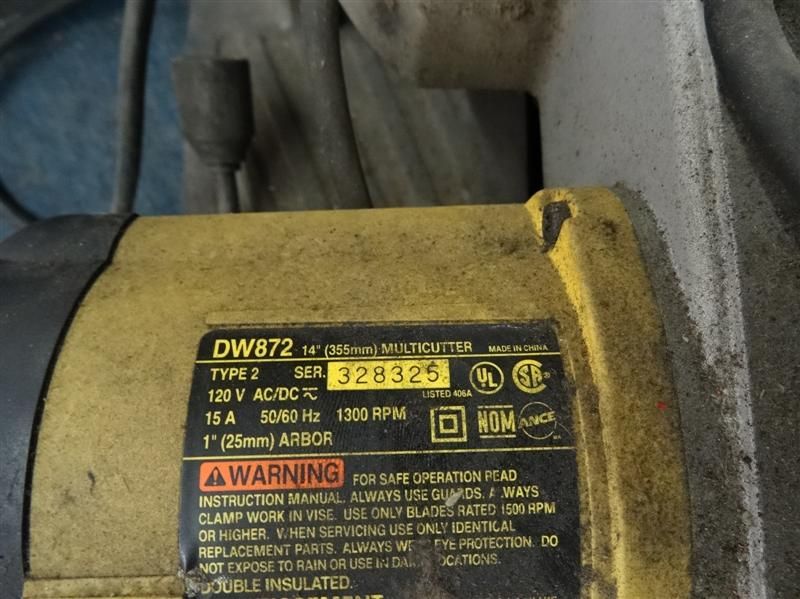 DW872 14" (355mm) MULTICUTTER MADE IN CHINA
TYPE 2 SER. 328325 UL SA
120 V AC/DC LISTED 406A
15 A 50/60 Hz 1300 RPM NOM ANCE
1" (25mm) ARBOR
WARNING FOR SAFE OPERATION READ
INSTRUCTION MANUAL. ALWAYS USE GUARDS. ALWAYS
CLAMP WORK IN VISE. USE ONLY BLADES RATED 1500 RPM
OR HIGHER. WHEN SERVICING USE ONLY IDENTICAL
REPLACEMENT PARTS. ALWAYS WEAR EYE PROTECTION. DO
NOT EXPOSE TO RAIN OR USE IN DAMP LOCATIONS.
DOUBLE INSULATED.